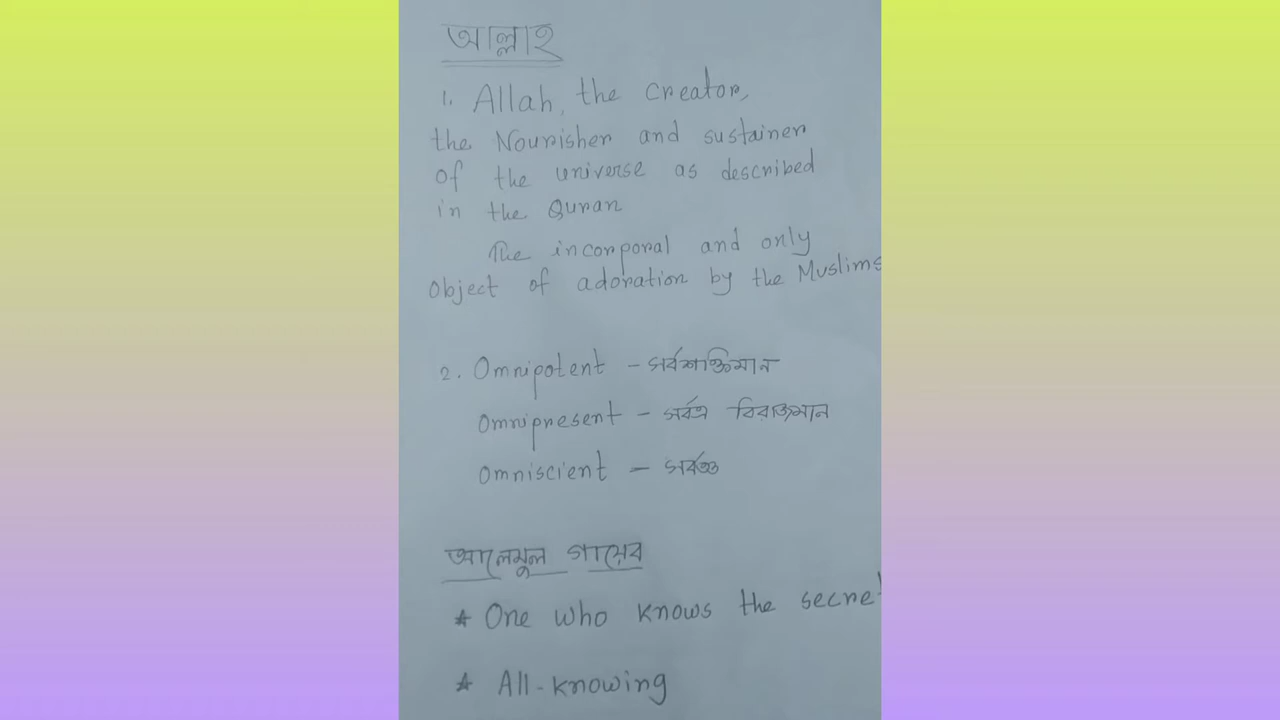 আল্লাহ
1. Allah, the creator,
the Nourisher and sustainer
of the universe as described
in the Quran
The incorporal and only
Object of adoration by the Muslims
2. Omnipotent - সর্বশক্তিমান
Omnipresent - সর্বত্র বিরাজমান
Omniscient - সর্বজ্ঞ
আলেমুল গায়েব
* One who knows the secret
* All-knowing